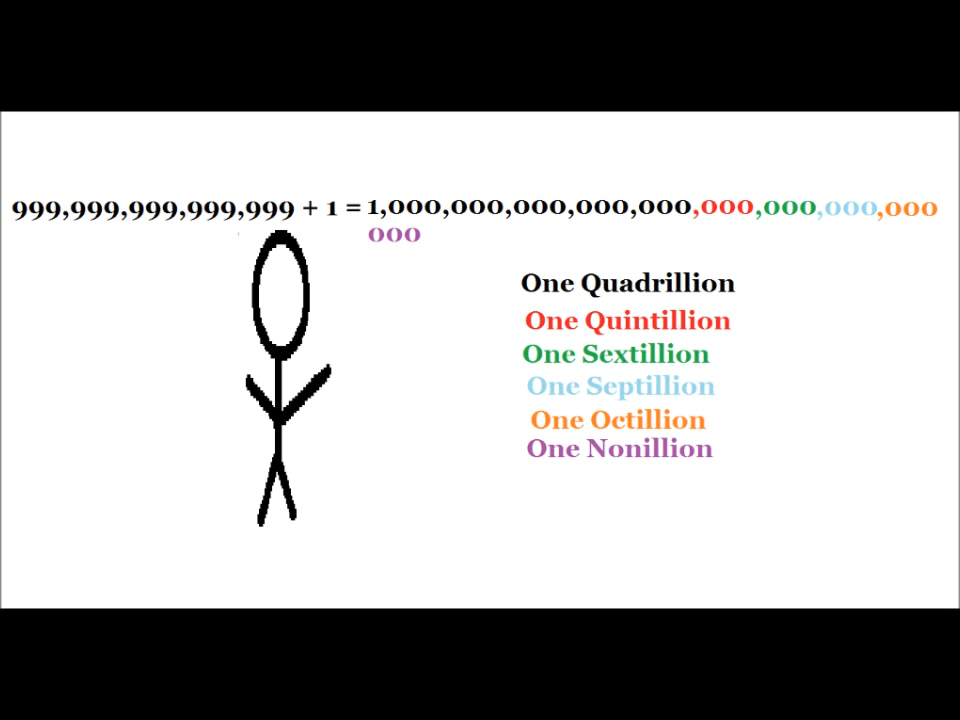 999,999,999,999,999 + 1 = 1,000,000,000,000,000,000,000,000,000
000
One Quadrillion
One Quintillion
One Sextillion
One Septillion
One Octillion
One Nonillion